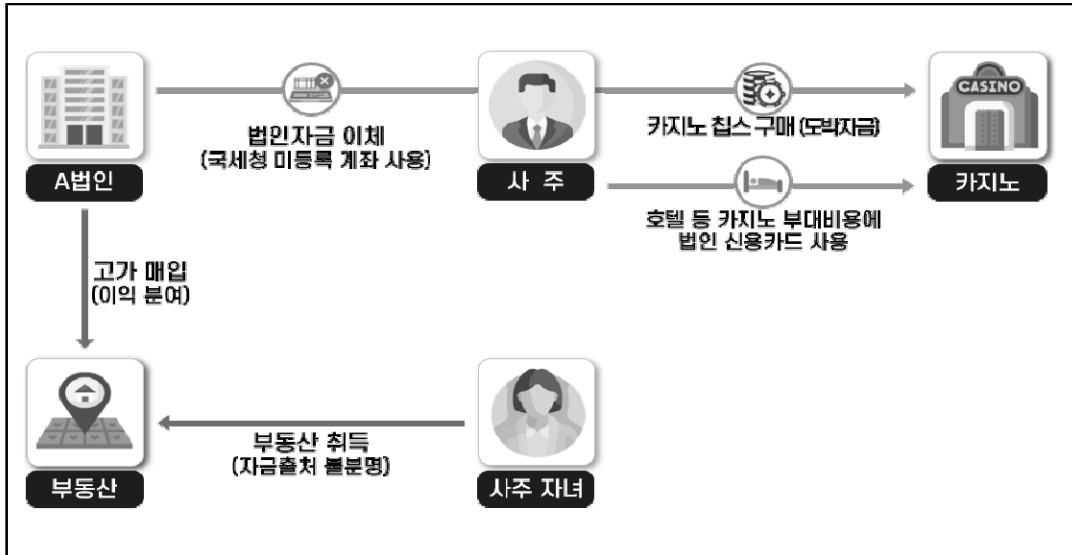 법인자금 이체
(국세청 미등록 계좌 사용)
카지노 칩스 구매 (도박자금)
CASINO
A법인
사 주
카지노
호텔 등 카지노 부대비용에
법인 신용카드 사용
고가 매입
(이익 분여)
부동산 취득
(자금출처 불분명)
부동산
사주 자녀